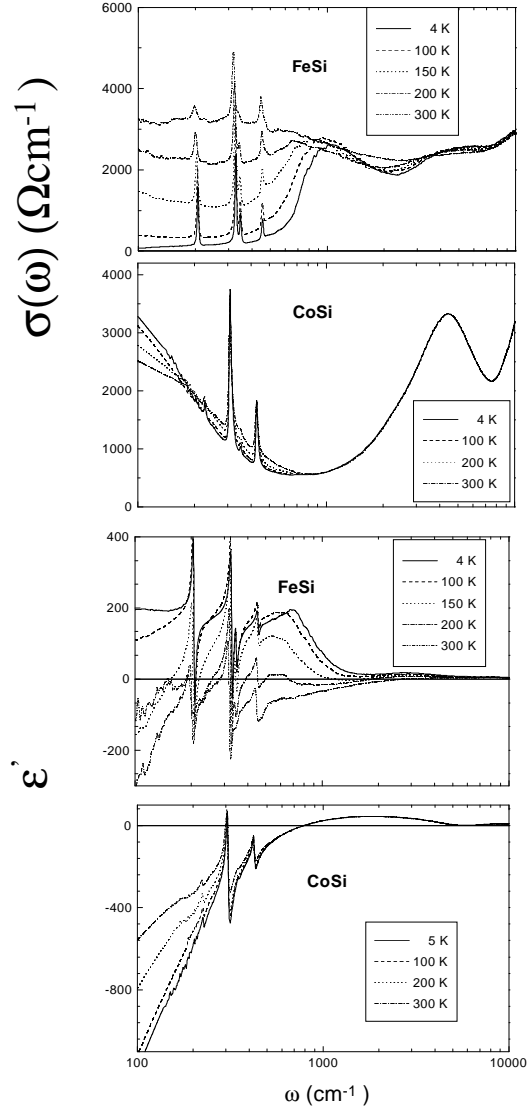 6000
4 K
100 K
FeSi
150 K
200 K
4000
300 K
2000
0
σ(ω) (Ωcm⁻¹)
4000
CoSi
3000
2000
4 K
100 K
1000
200 K
300 K
0
400
4 K
FeSi
100 K
150 K
200 K
200 K
300 K
0
-200
ε'
0
CoSi
-400
5 K
100 K
200 K
-800
300 K
100
1000
10000
ω (cm⁻¹)